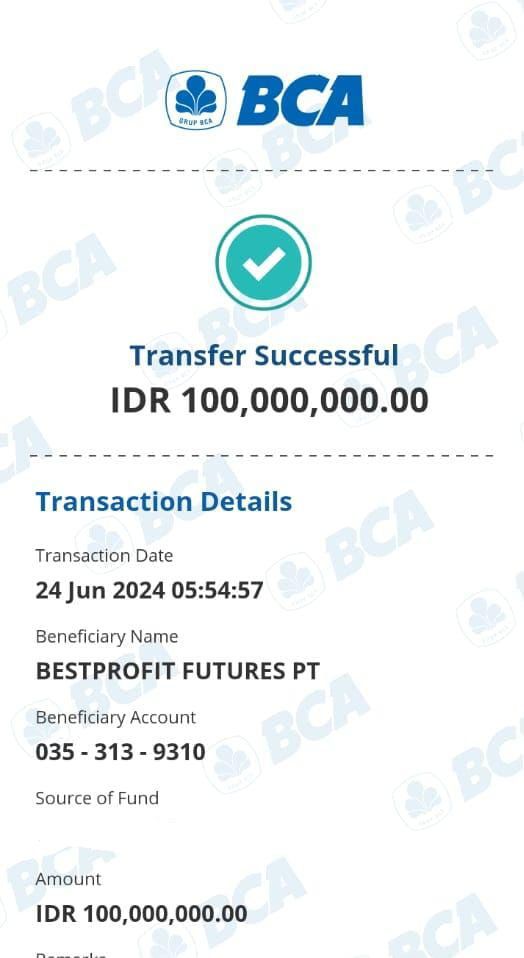 GRUP BCA
BCA
Transfer Successful
IDR 100,000,000.00
Transaction Details
Transaction Date
24 Jun 2024 05:54:57
Beneficiary Name
BESTPROFIT FUTURES PT
Beneficiary Account
035 - 313 - 9310
Source of Fund
Amount
IDR 100,000,000.00